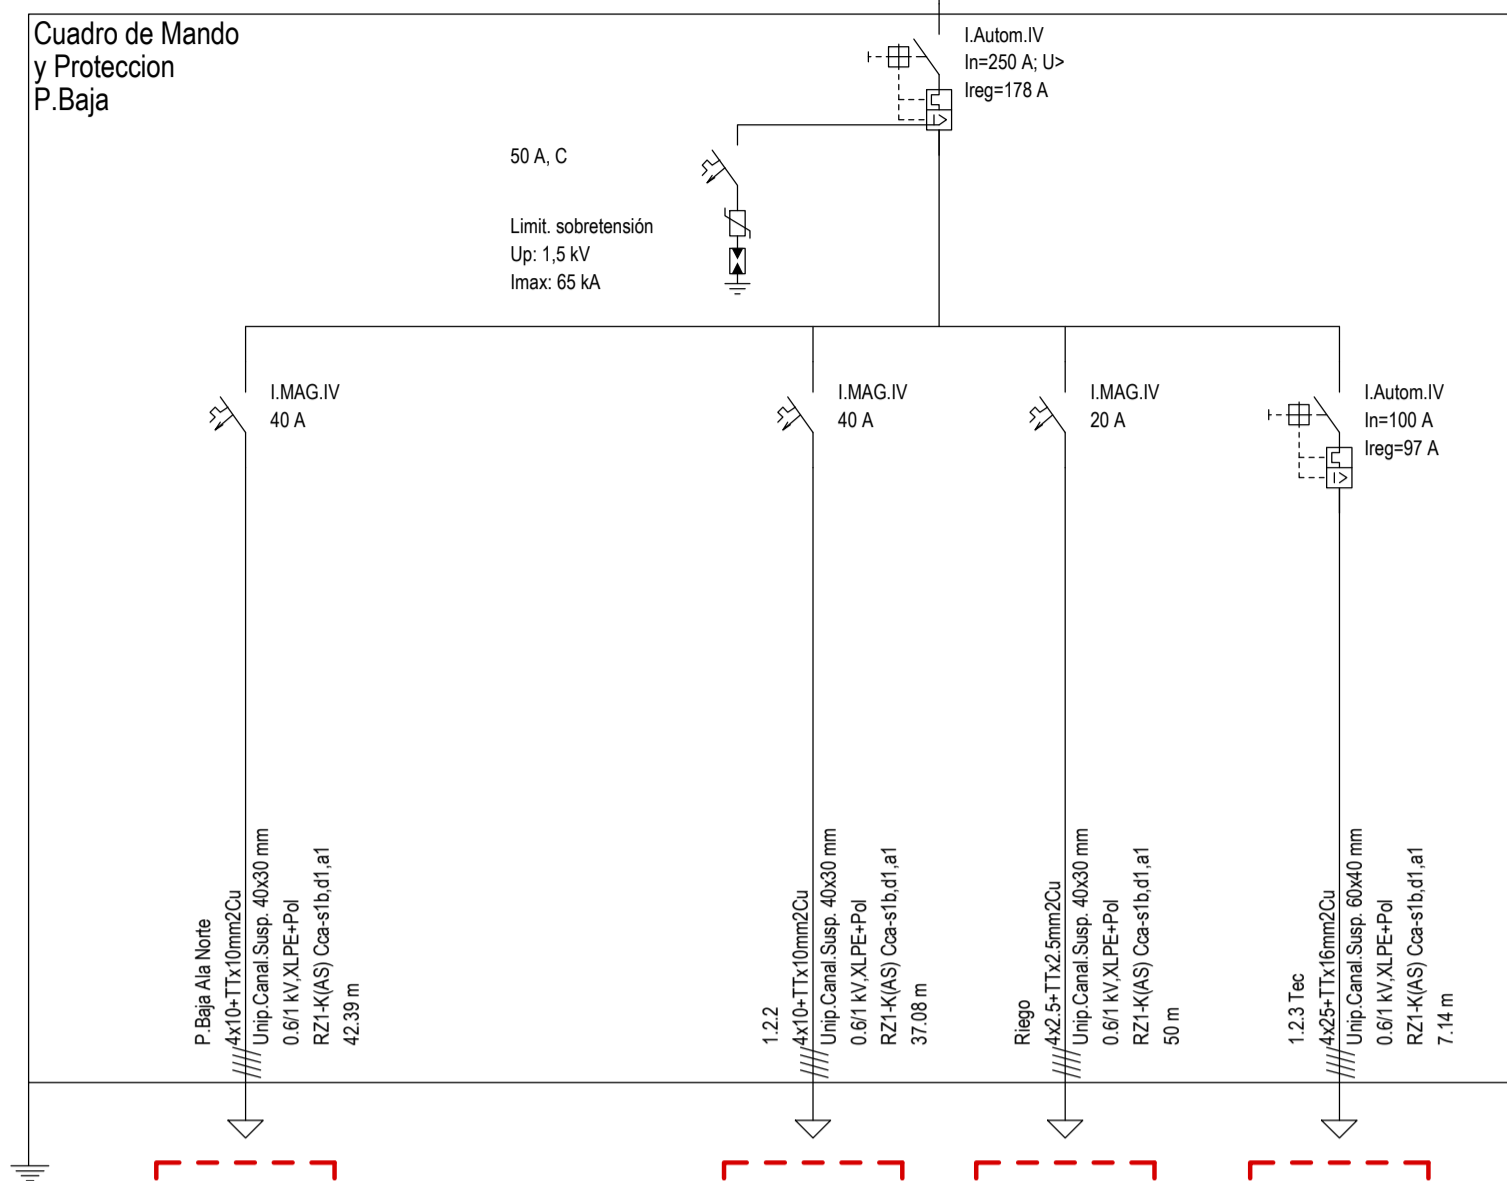 Cuadro de Mando
y Proteccion
P.Baja
I.Autom.IV
In=250 A; U>
Ireg=178 A
50 A, C
Limit. sobretensión
Up: 1,5 kV
Imax: 65 kA
I.MAG.IV
40 A
I.MAG.IV
40 A
I.MAG.IV
20 A
I.Autom.IV
In=100 A
Ireg=97 A
P.Baja Ala Norte
4x10+TTx10mm2Cu
Unip.Canal.Susp. 40x30 mm
0.6/1 kV,XLPE+Pol
RZ1-K(AS) Cca-s1b,d1,a1
42.39 m
1.2.2
4x10+TTx10mm2Cu
Unip.Canal.Susp. 40x30 mm
0.6/1 kV,XLPE+Pol
RZ1-K(AS) Cca-s1b,d1,a1
37.08 m
Riego
4x2.5+TTx2.5mm2Cu
Unip.Canal.Susp. 40x30 mm
0.6/1 kV,XLPE+Pol
RZ1-K(AS) Cca-s1b,d1,a1
50 m
1.2.3 Tec
4x25+TTx16mm2Cu
Unip.Canal.Susp. 60x40 mm
0.6/1 kV,XLPE+Pol
RZ1-K(AS) Cca-s1b,d1,a1
7.14 m